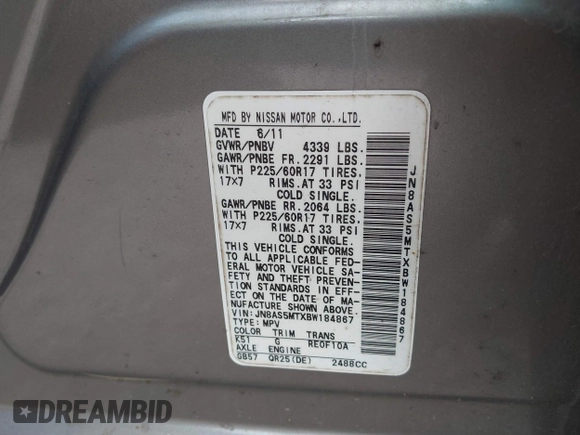 MFD BY NISSAN MOTOR CO.,LTD.
DATE 6/11
GVWR/PNBV 4339 LBS.
GAWR/PNBE FR. 2291 LBS.
WITH P225/60R17 TIRES.
17X7 RIMS. AT 33 PSI
COLD SINGLE.
GAWR/PNBE RR. 2064 LBS.
WITH P225/60R17 TIRES.
17X7 RIMS. AT 33 PSI
COLD SINGLE.
THIS VEHICLE CONFORMS
TO ALL APPLICABLE FED-
ERAL MOTOR VEHICLE SA-
FETY AND THEFT PREVEN-
TION STANDARDS IN EFF-
ECT ON THE DATE OF MA-
NUFACTURE SHOWN ABOVE.
VIN: JN8AS5MTXBW184867
TYPE: MPV
COLOR TRIM TRANS
K51 G RE0F10A
AXLE ENGINE
GB57 QR25(DE) 2488CC
JN8AS5MTXBW184867
DREAMBID